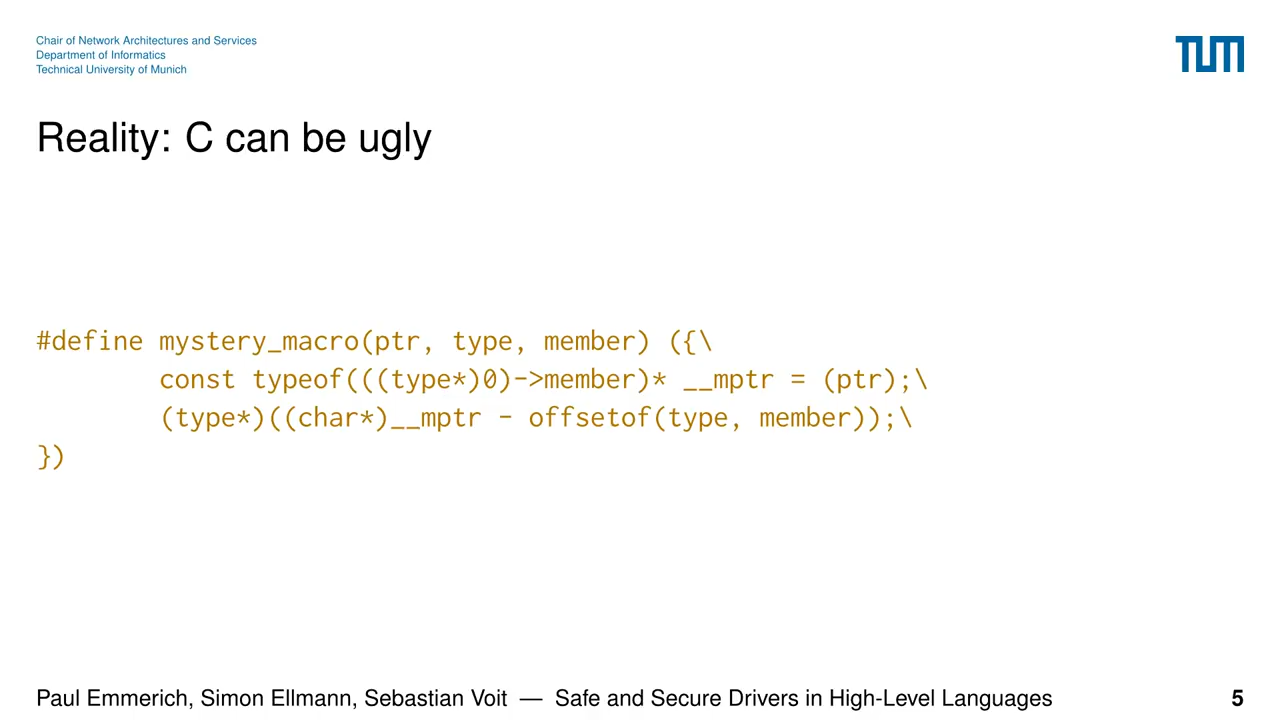 Chair of Network Architectures and Services
Department of Informatics
Technical University of Munich
TUM
Reality: C can be ugly
#define mystery_macro(ptr, type, member) ({\
        const typeof(((type*)0)->member)* __mptr = (ptr);\
        (type*)((char*)__mptr - offsetof(type, member));\
})
Paul Emmerich, Simon Ellmann, Sebastian Voit — Safe and Secure Drivers in High-Level Languages 5